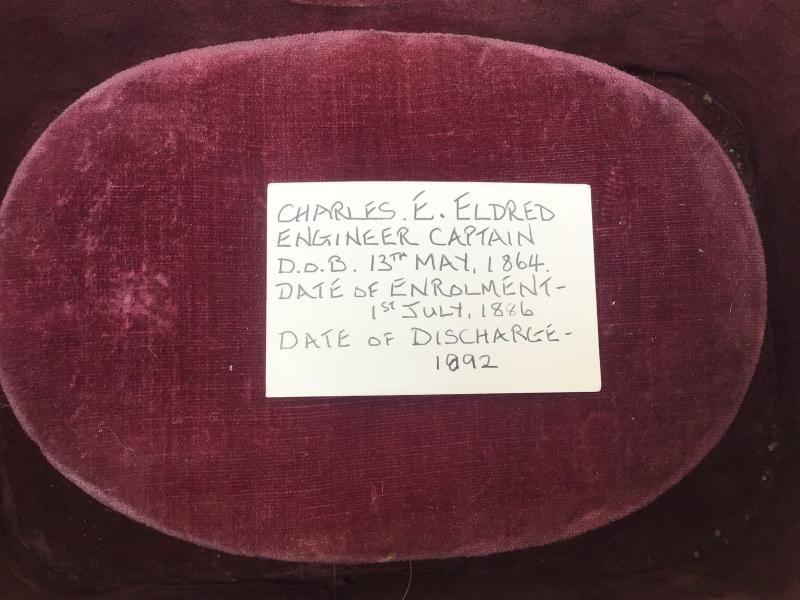 CHARLES. E. ELDRED
ENGINEER CAPTAIN
D.O.B. 13TH MAY, 1864.
DATE OF ENROLMENT-
1ST JULY, 1886
DATE OF DISCHARGE-
1892